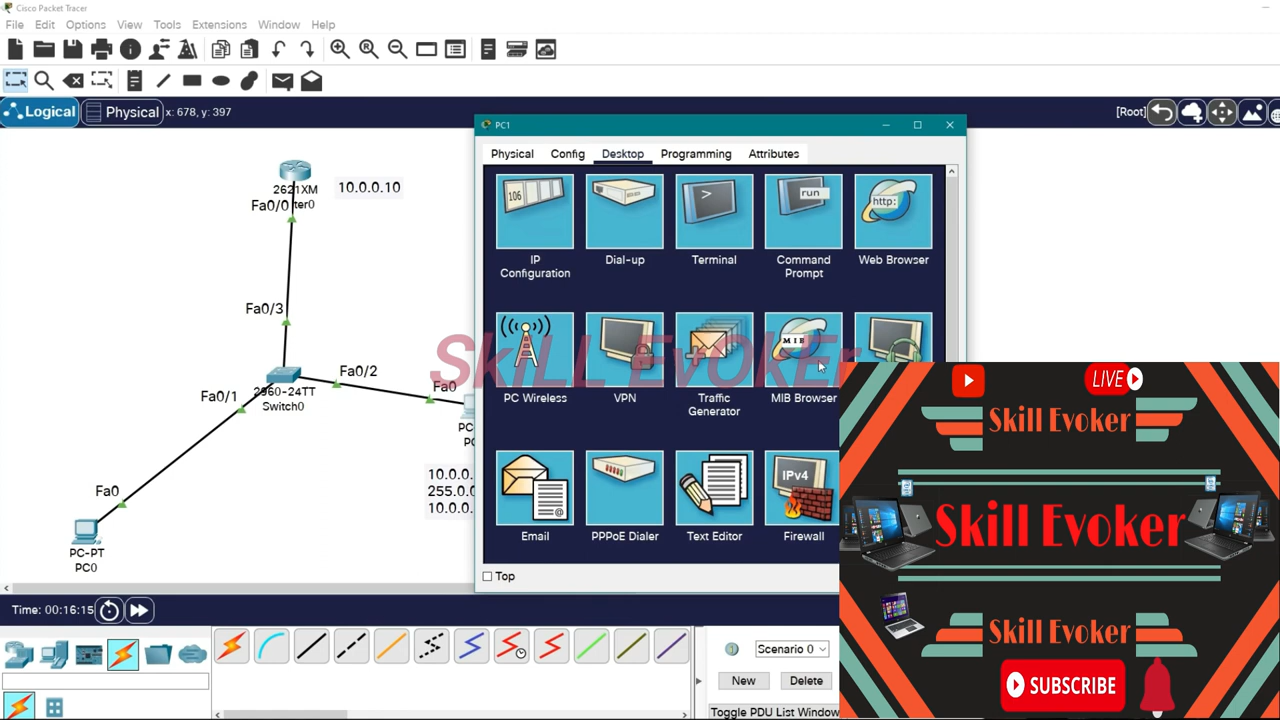 Cisco Packet Tracer
File Edit Options View Tools Extensions Window Help
Logical Physical x: 678, y: 397 [Root]
2621XM
10.0.0.10
Fa0/0 ter0
Fa0/3
Fa0/2
2960-24TT
Switch0
Fa0/1
Fa0
Fa0
PC-PT
PC0
10.0.0.
255.0.0
10.0.0.
PC1
Physical Config Desktop Programming Attributes
106
>
run
http:
IP Configuration
Dial-up
Terminal
Command Prompt
Web Browser
MIB
PC Wireless
VPN
Traffic Generator
MIB Browser
IPv4
Email
PPPoE Dialer
Text Editor
Firewall
Top
SkiLL EvoKEr
LIVE
Skill Evoker
Skill Evoker
Skill Evoker
SUBSCRIBE
Time: 00:16:15
Scenario 0
New Delete
Toggle PDU List Window